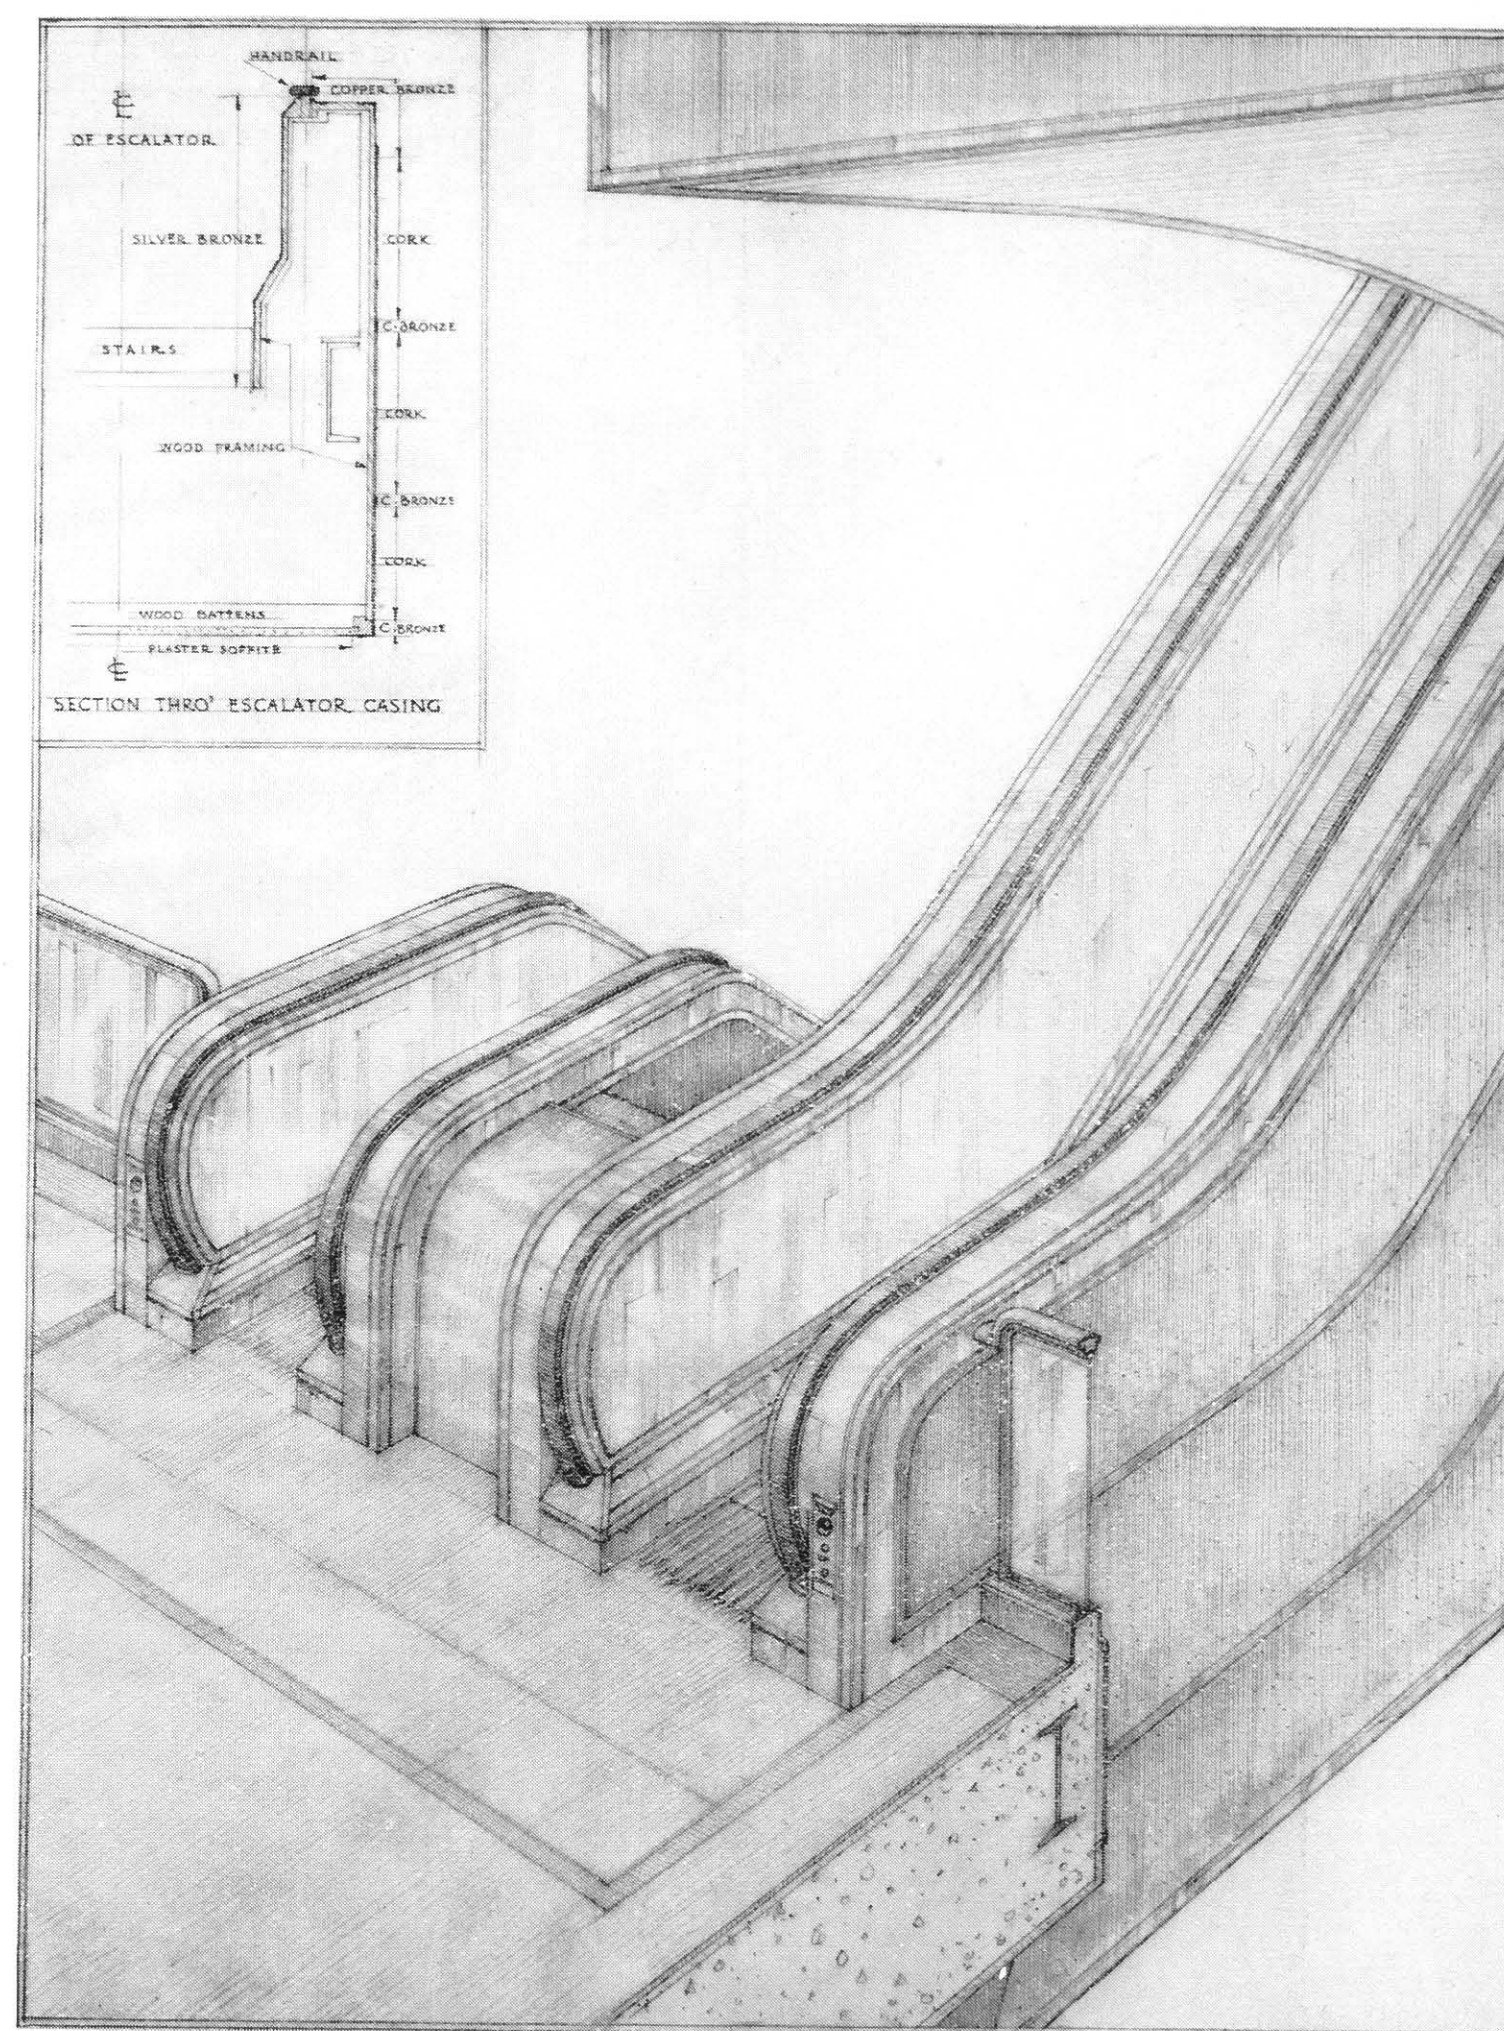 HANDRAIL
COPPER BRONZE
℄
OF ESCALATOR
SILVER BRONZE
CORK
C. BRONZE
STAIRS
CORK
WOOD FRAMING
C. BRONZE
CORK
WOOD BATTENS
C. BRONZE
PLASTER SOFFITE
℄
SECTION THRO' ESCALATOR CASING